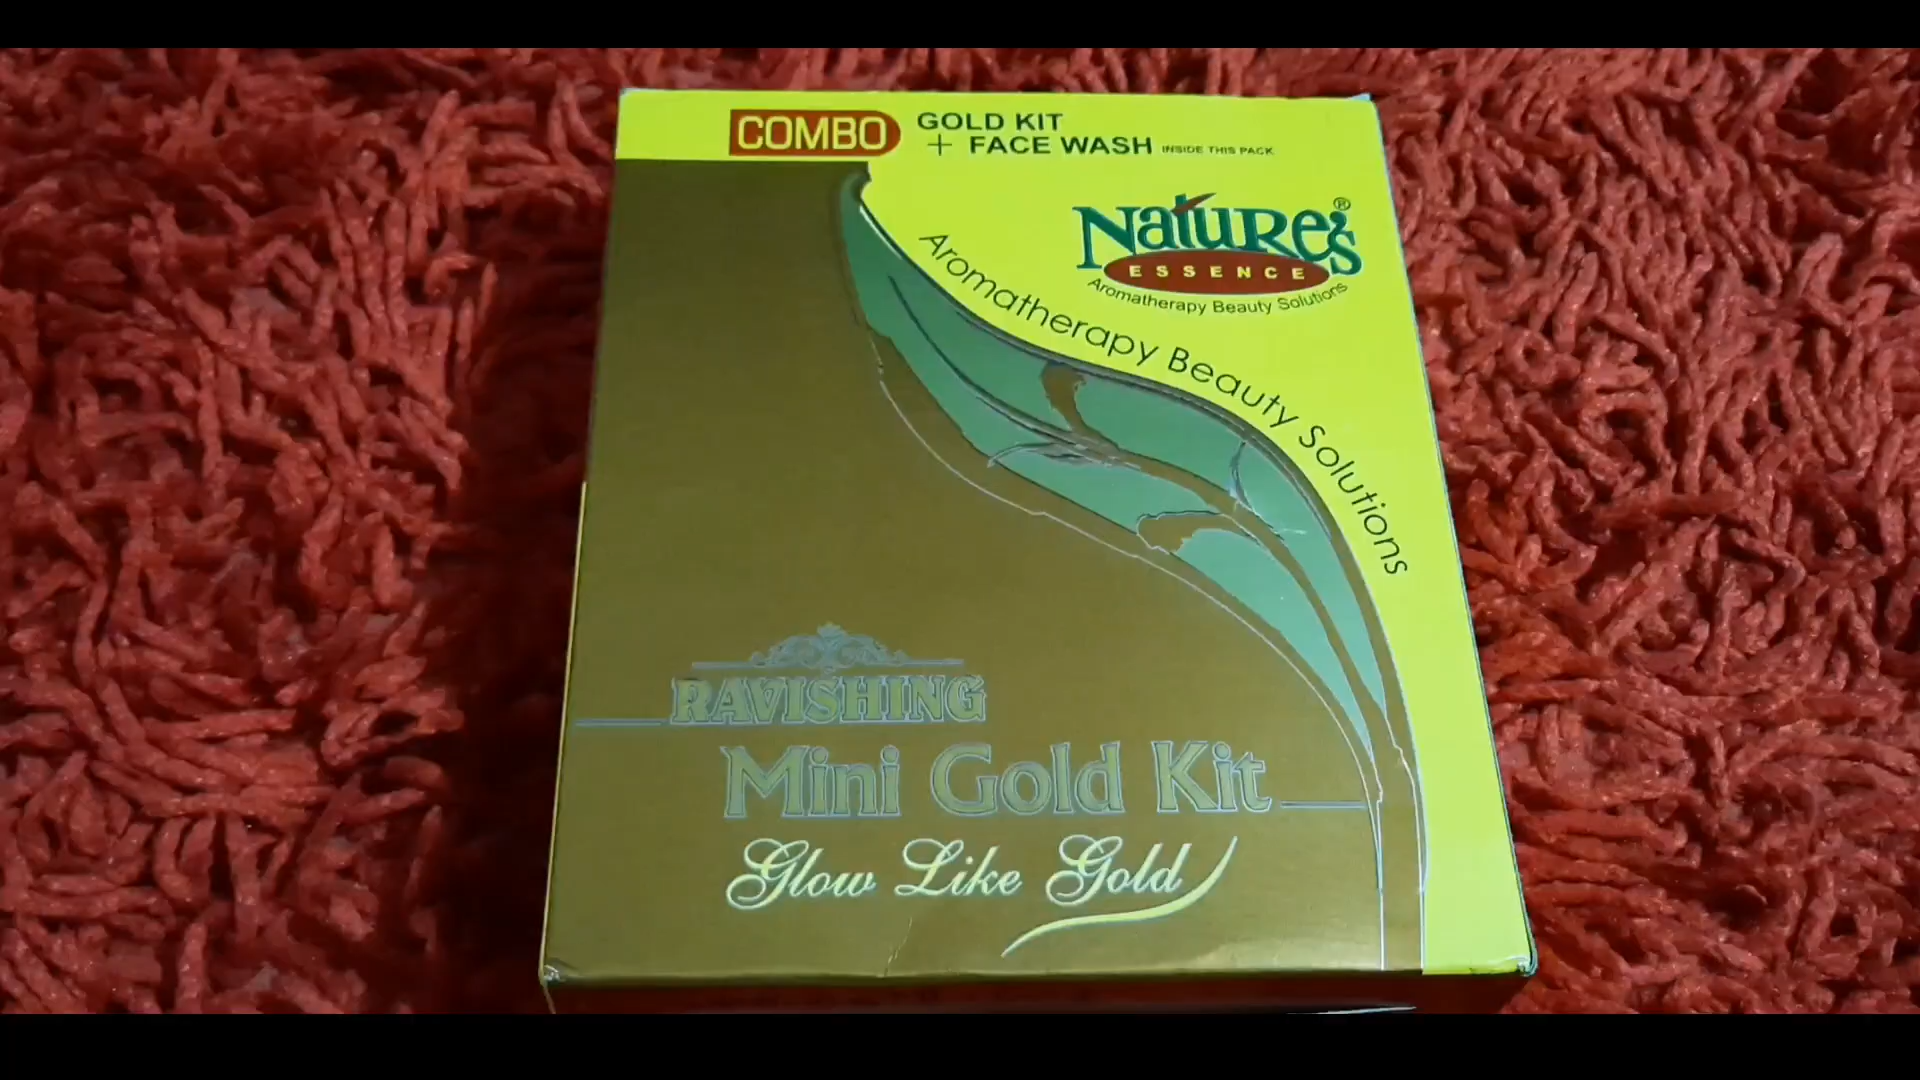 COMBO
GOLD KIT
+ FACE WASH INSIDE THIS PACK
NATURE'S®
ESSENCE
Aromatherapy Beauty Solutions
Aromatherapy Beauty Solutions
RAVISHING
Mini Gold Kit
Glow Like Gold